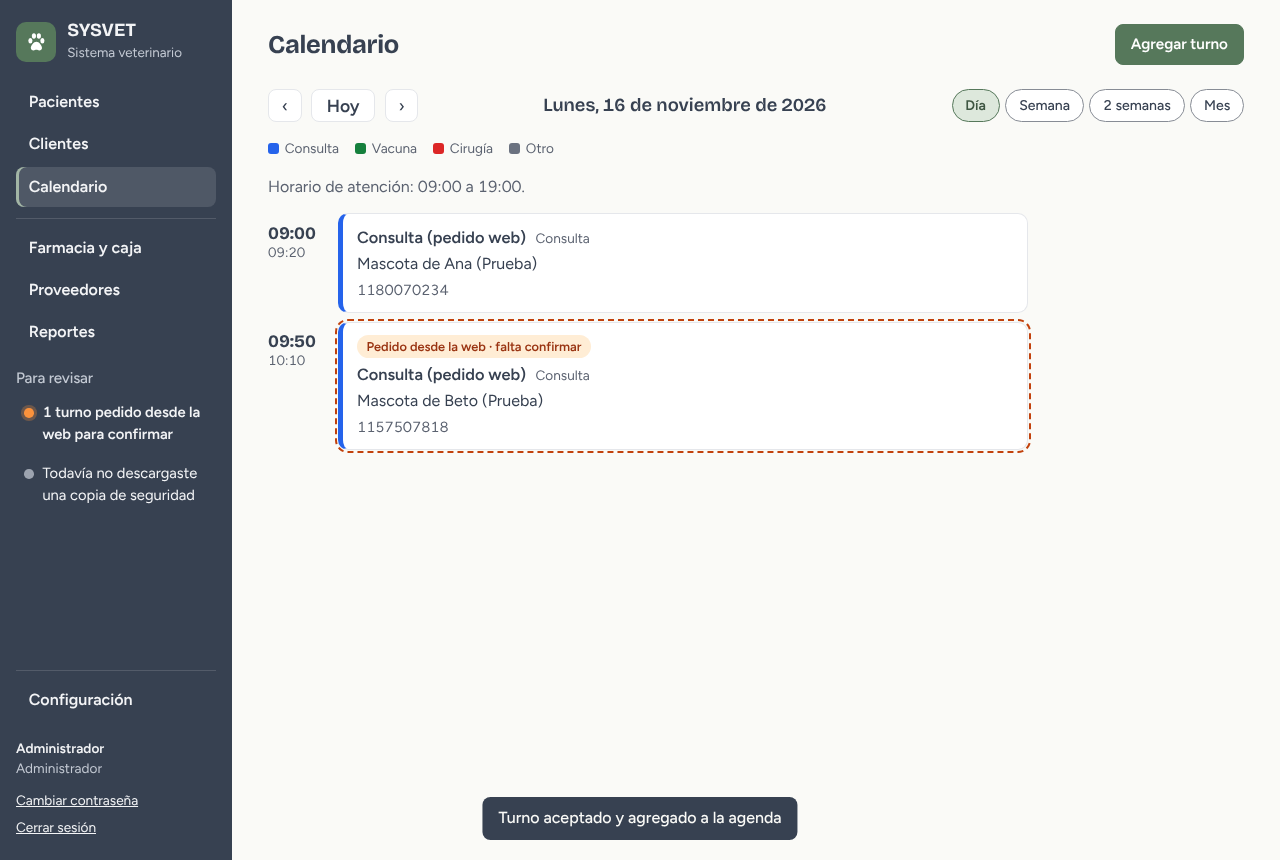 SYSVET
Sistema veterinario
Pacientes
Clientes
Calendario
Farmacia y caja
Proveedores
Reportes
Para revisar
1 turno pedido desde la
web para confirmar
Todavía no descargaste
una copia de seguridad
Configuración
Administrador
Administrador
Cambiar contraseña
Cerrar sesión
Calendario
Agregar turno
‹ Hoy ›
Lunes, 16 de noviembre de 2026
Día Semana 2 semanas Mes
Consulta Vacuna Cirugía Otro
Horario de atención: 09:00 a 19:00.
09:00
09:20
Consulta (pedido web) Consulta
Mascota de Ana (Prueba)
1180070234
09:50
10:10
Pedido desde la web · falta confirmar
Consulta (pedido web) Consulta
Mascota de Beto (Prueba)
1157507818
Turno aceptado y agregado a la agenda